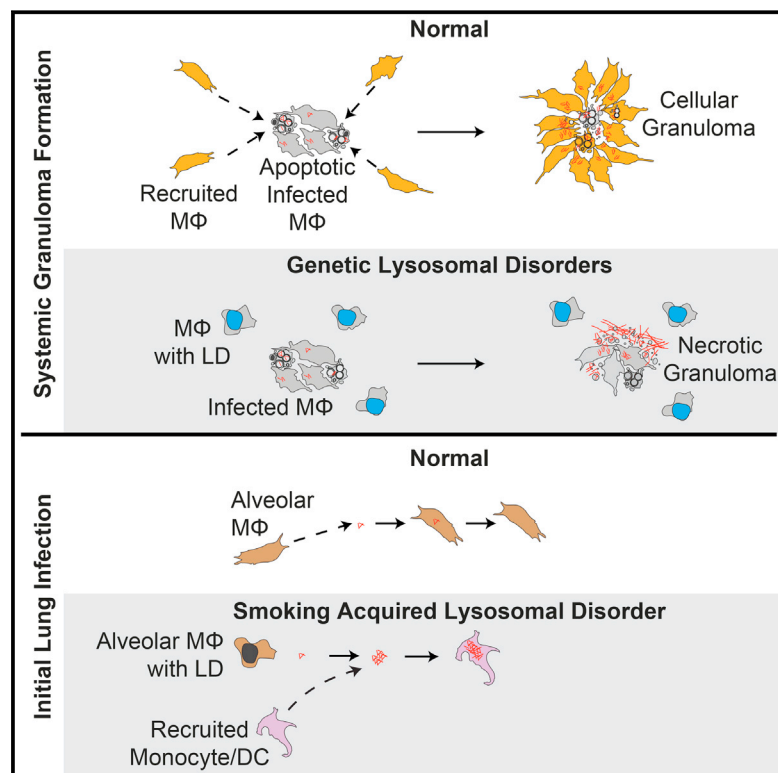 Systemic Granuloma Formation
Normal
Recruited
MΦ
Apoptotic
Infected
MΦ
Cellular
Granuloma
Genetic Lysosomal Disorders
MΦ
with LD
Infected MΦ
Necrotic
Granuloma
Initial Lung Infection
Normal
Alveolar
MΦ
Smoking Acquired Lysosomal Disorder
Alveolar MΦ
with LD
Recruited
Monocyte/DC